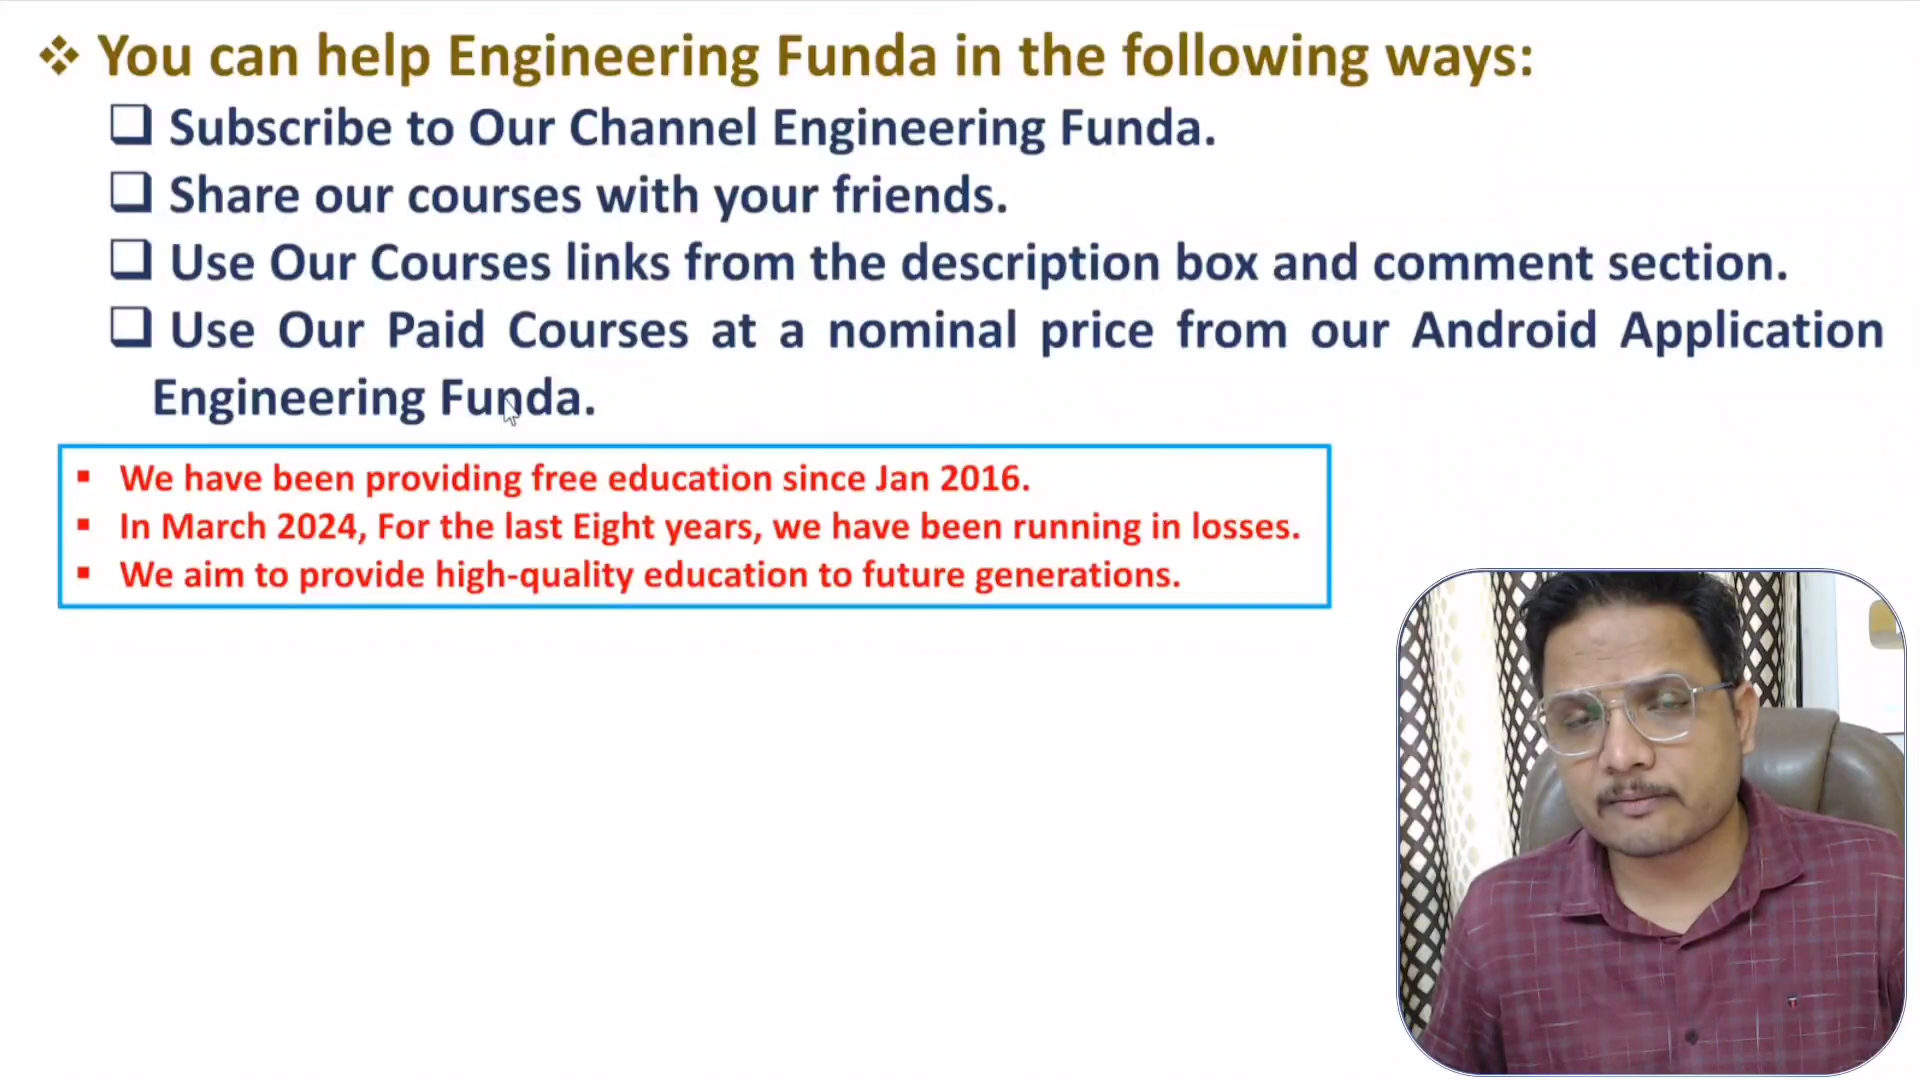 You can help Engineering Funda in the following ways:
Subscribe to Our Channel Engineering Funda.
Share our courses with your friends.
Use Our Courses links from the description box and comment section.
Use Our Paid Courses at a nominal price from our Android Application
Engineering Funda.
We have been providing free education since Jan 2016.
In March 2024, For the last Eight years, we have been running in losses.
We aim to provide high-quality education to future generations.